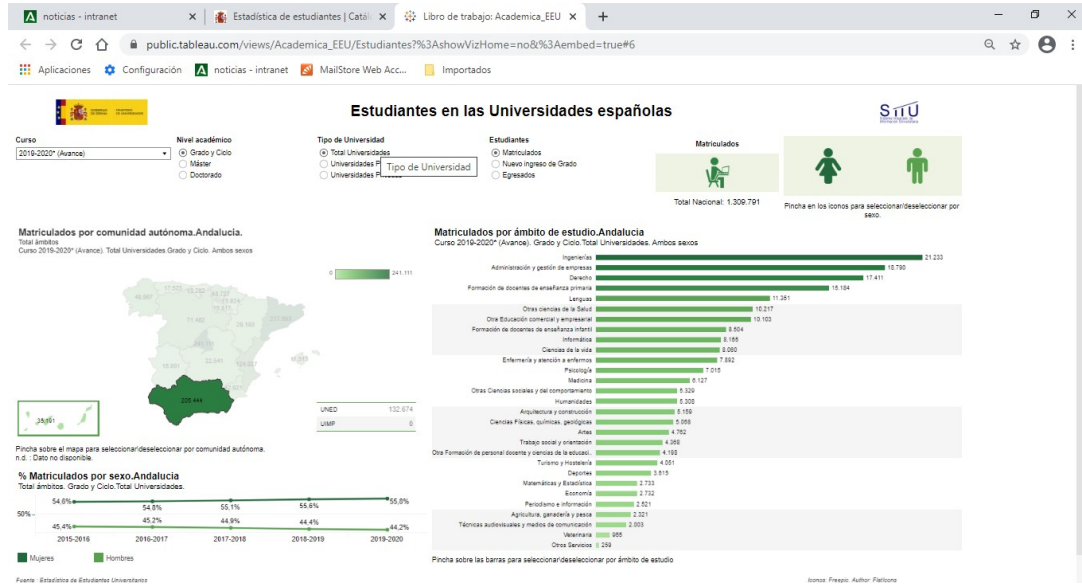 noticias - intranet
Estadística de estudiantes | Catál
Libro de trabajo: Academica_EEU
public.tableau.com/views/Academica_EEU/Estudiantes?%3AshowVizHome=no&%3Aembed=true#6
Aplicaciones
Configuración
noticias - intranet
MailStore Web Acc...
Importados
Estudiantes en las Universidades españolas
SIIU
Curso
2019-2020* (Avance)
Nivel académico
Grado y Ciclo
Máster
Doctorado
Tipo de Universidad
Total Universidades
Universidades
Universidades
Tipo de Universidad
Estudiantes
Matriculados
Nuevo ingreso de Grado
Egresados
Matriculados
Total Nacional: 1.309.791
Pincha en los iconos para seleccionar/deseleccionar por
sexo.
Matriculados por comunidad autónoma.Andalucia.
Total ámbitos
Curso 2019-2020* (Avance). Total Universidades Grado y Ciclo. Ambos sexos
0
241.111
UNED 132.674
UIMP 0
Pincha sobre el mapa para seleccionar/deseleccionar por comunidad autónoma.
n.d. : Dato no disponible.
% Matriculados por sexo.Andalucia
Total ámbitos. Grado y Ciclo.Total Universidades.
50%
54,6% 54,8% 55,1% 55,6% 55,8%
45,4% 45,2% 44,9% 44,4% 44,2%
2015-2016 2016-2017 2017-2018 2018-2019 2019-2020
Mujeres
Hombres
Fuente : Estadística de Estudiantes Universitarios
Matriculados por ámbito de estudio.Andalucia
Curso 2019-2020* (Avance). Grado y Ciclo.Total Universidades. Ambos sexos
Ingenierías 21.233
Administración y gestión de empresas 18.790
Derecho 17.411
Formación de docentes de enseñanza primaria 15.184
Lenguas 11.351
Otras ciencias de la Salud 10.217
Otra Educación comercial y empresarial 10.103
Formación de docentes de enseñanza infantil 8.504
Informática 8.165
Ciencias de la vida 8.080
Enfermería y atención a enfermos 7.892
Psicología 7.015
Medicina 6.127
Otras Ciencias sociales y del comportamiento 5.329
Humanidades 5.308
Arquitectura y construcción 5.159
Ciencias Físicas, químicas, geológicas 5.058
Artes 4.762
Trabajo social y orientación 4.368
Otra Formación de personal docente y ciencias de la educaci.. 4.193
Turismo y Hostelería 4.051
Deportes 3.615
Matemáticas y Estadística 2.733
Economía 2.732
Periodismo e información 2.521
Agricultura, ganadería y pesca 2.321
Técnicas audiovisuales y medios de comunicación 2.003
Veterinaria 965
Otros Servicios 259
Pincha sobre las barras para seleccionar/deseleccionar por ámbito de estudio
Iconos: Freepic. Author: Flaticons